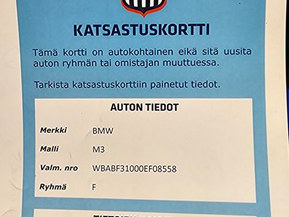 KATSASTUSKORTTI
Tämä kortti on autokohtainen eikä sitä uusita
auton ryhmän tai omistajan muuttuessa.
Tarkista katsastuskorttiin painetut tiedot.
AUTON TIEDOT
Merkki BMW
Malli M3
Valm. nro WBABF31000EF08558
Ryhmä F